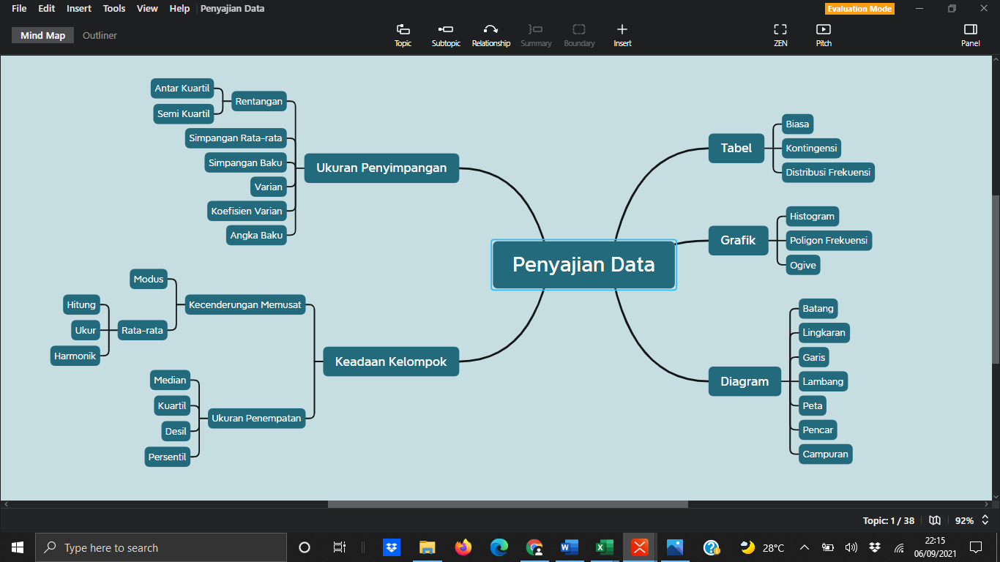 File Edit Insert Tools View Help Penyajian Data
Evaluation Mode
Mind Map Outliner
Topic Subtopic Relationship Summary Boundary Insert
ZEN Pitch
Panel
Antar Kuartil
Semi Kuartil
Rentangan
Simpangan Rata-rata
Simpangan Baku
Varian
Koefisien Varian
Angka Baku
Ukuran Penyimpangan
Modus
Hitung
Ukur
Harmonik
Rata-rata
Kecenderungan Memusat
Median
Kuartil
Desil
Persentil
Ukuran Penempatan
Keadaan Kelompok
Penyajian Data
Tabel
Biasa
Kontingensi
Distribusi Frekuensi
Grafik
Histogram
Poligon Frekuensi
Ogive
Diagram
Batang
Lingkaran
Garis
Lambang
Peta
Pencar
Campuran
Topic: 1 / 38
92%
Type here to search
28°C
22:15
06/09/2021